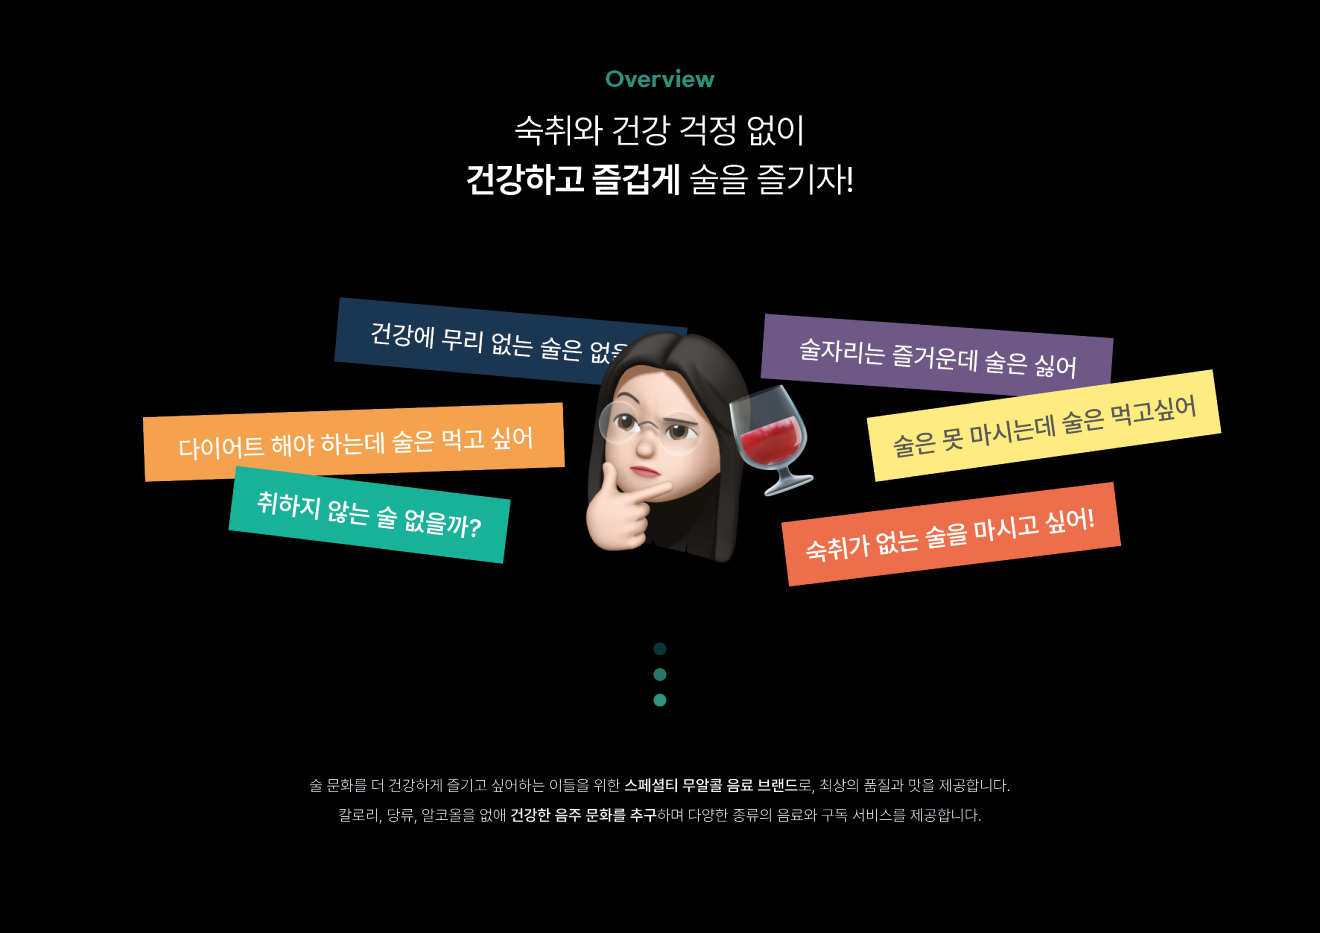 Overview
숙취와 건강 걱정 없이
건강하고 즐겁게 술을 즐기자!
건강에 무리 없는 술은 
술자리는 즐거운데 술은 싫어
다이어트 해야 하는데 술은 먹고 싶어
술은 못 마시는데 술은 먹고싶어
취하지 않는 술 없을까?
숙취가 없는 술을 마시고 싶어!
술 문화를 더 건강하게 즐기고 싶어하는 이들을 위한 스페셜티 무알콜 음료 브랜드로, 최상의 품질과 맛을 제공합니다.
칼로리, 당류, 알코올을 없애 건강한 음주 문화를 추구하며 다양한 종류의 음료와 구독 서비스를 제공합니다.